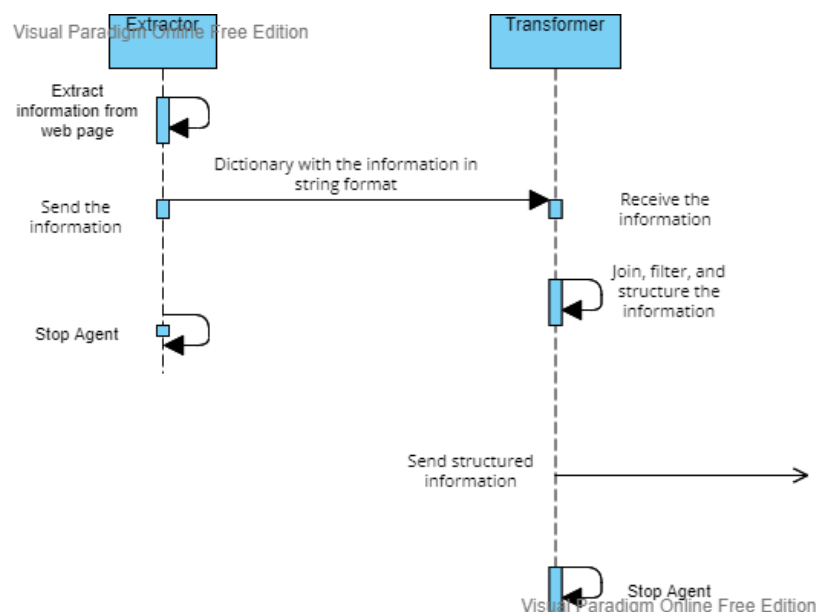 Extractor
Visual Paradigm Online Free Edition
Transformer
Extract
information from
web page
Dictionary with the information in
string format
Send the
information
Receive the
information
Join, filter, and
structure the
information
Stop Agent
Send structured
information
Stop Agent
Visual Paradigm Online Free Edition